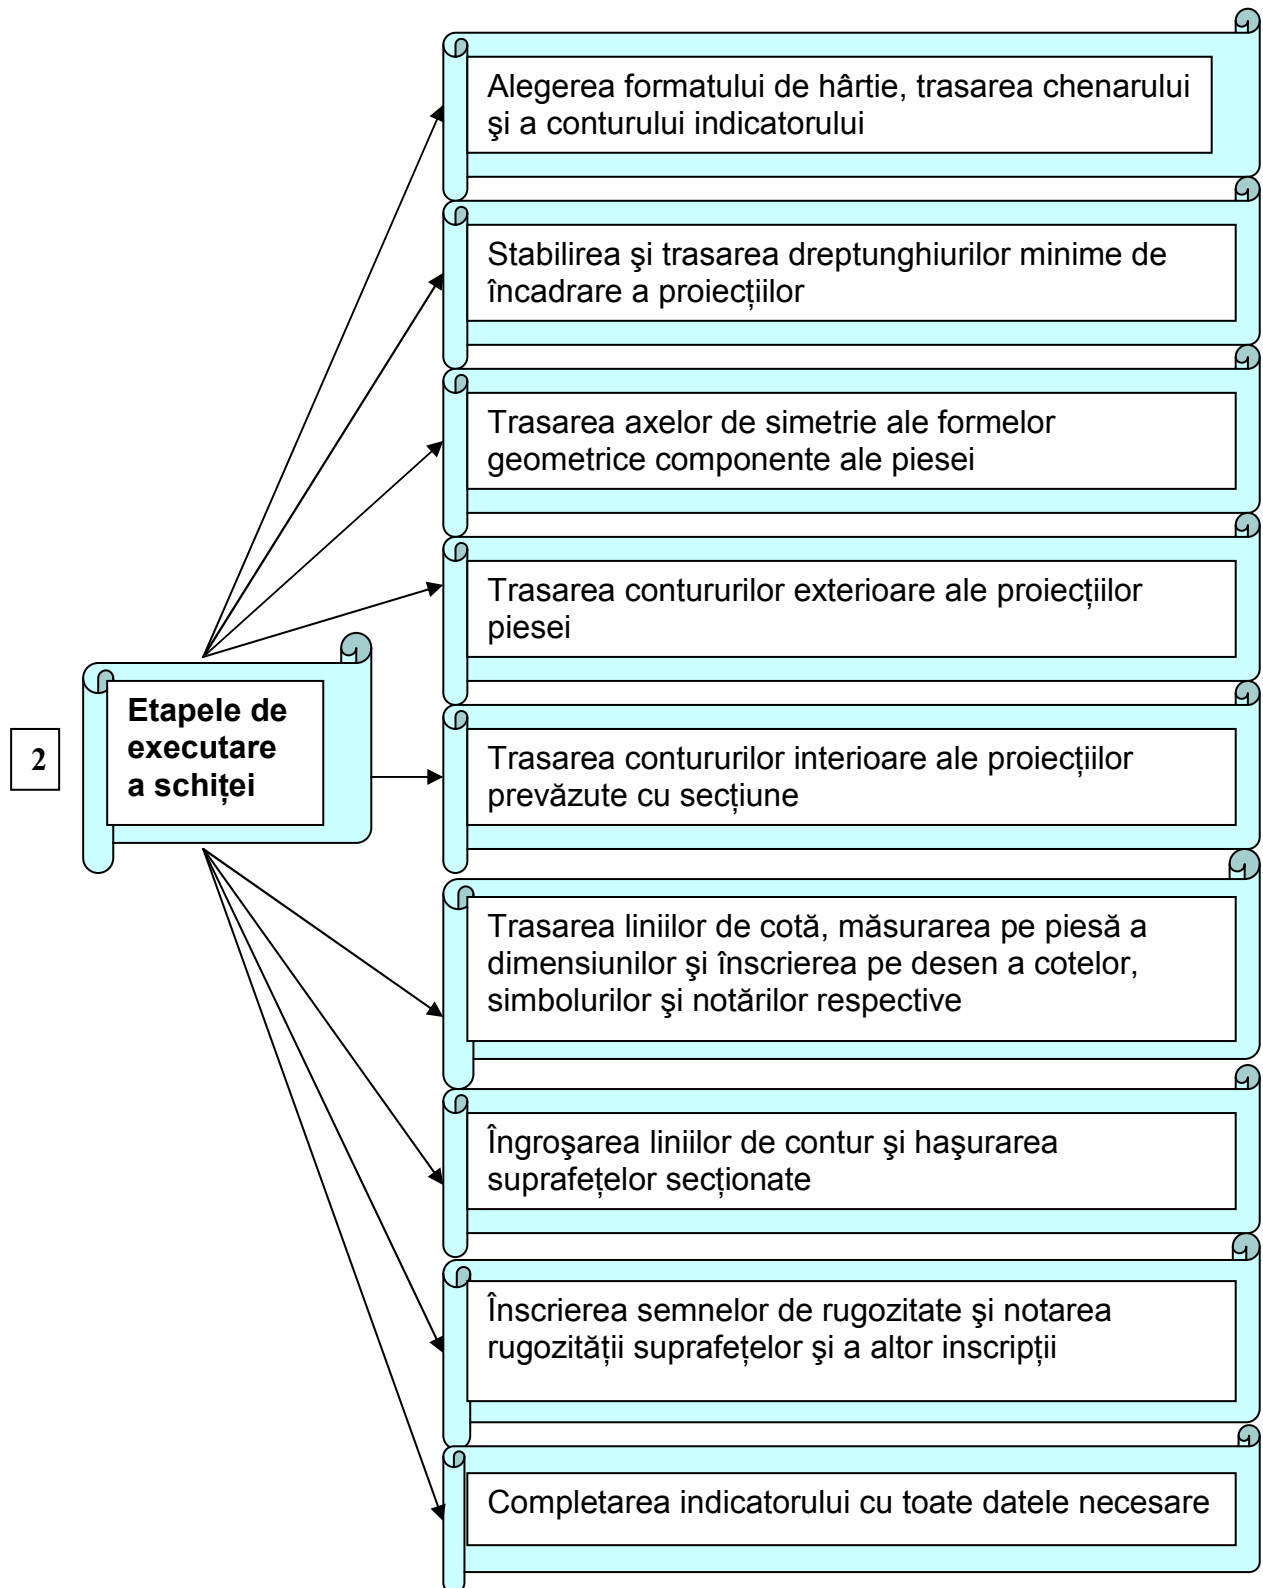 Alegerea formatului de hârtie, trasarea chenarului
şi a conturului indicatorului
Stabilirea şi trasarea dreptunghiurilor minime de
încadrare a proiecțiilor
Trasarea axelor de simetrie ale formelor
geometrice componente ale piesei
Trasarea contururilor exterioare ale proiecțiilor
piesei
2
Etapele de
executare
a schiței
Trasarea contururilor interioare ale proiecțiilor
prevăzute cu secțiune
Trasarea liniilor de cotă, măsurarea pe piesă a
dimensiunilor şi înscrierea pe desen a cotelor,
simbolurilor şi notărilor respective
Îngroşarea liniilor de contur şi haşurarea
suprafețelor secționate
Înscrierea semnelor de rugozitate şi notarea
rugozității suprafețelor şi a altor inscripții
Completarea indicatorului cu toate datele necesare